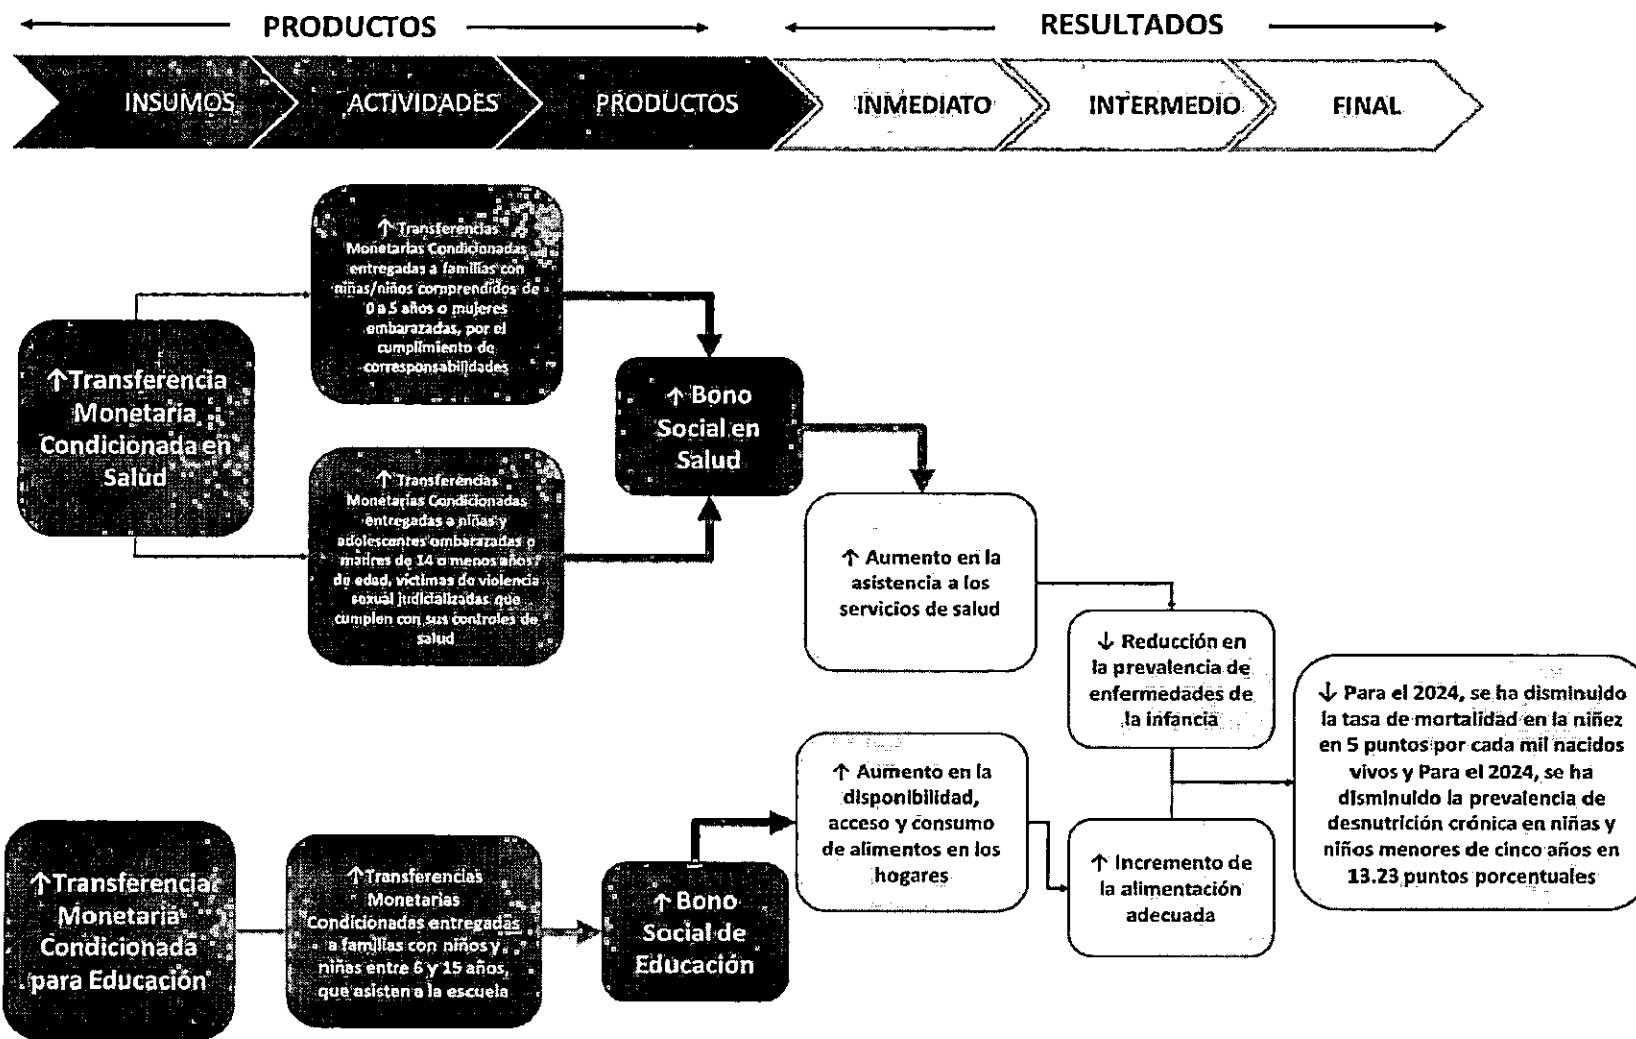 PRODUCTOS
RESULTADOS
INSUMOS
ACTIVIDADES
PRODUCTOS
INMEDIATO
INTERMEDIO
FINAL
↑Transferencia
Monetaria
Condicionada en
Salud
↑Transferencias
Monetarias Condicionadas
entregadas a familias con
niñas/niños comprendidos de
0 a 5 años o mujeres
embarazadas, por el
cumplimiento de
corresponsabilidades
↑Transferencias
Monetarias Condicionadas
entregadas a niñas y
adolescentes embarazadas o
madres de 14 o menos años
de edad, víctimas de violencia
sexual judicializadas que
cumplen con sus controles de
salud
↑ Bono
Social en
Salud
↑ Aumento en la
asistencia a los
servicios de salud
↓ Reducción en
la prevalencia de
enfermedades de
la infancia
↓ Para el 2024, se ha disminuido
la tasa de mortalidad en la niñez
en 5 puntos por cada mil nacidos
vivos y Para el 2024, se ha
disminuido la prevalencia de
desnutrición crónica en niñas y
niños menores de cinco años en
13.23 puntos porcentuales
↑Transferencia
Monetaria
Condicionada
para Educación
↑Transferencias
Monetarias
Condicionadas entregadas
a familias con niños y
niñas entre 6 y 15 años,
que asisten a la escuela
↑ Bono
Social de
Educación
↑ Aumento en la
disponibilidad,
acceso y consumo
de alimentos en los
hogares
↑ Incremento de
la alimentación
adecuada